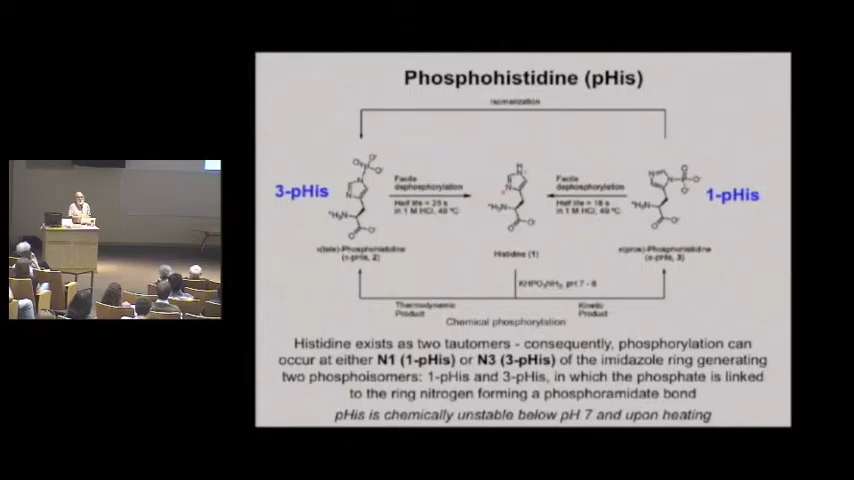 Phosphohistidine (pHis)
Isomerization
3-pHis
Facile
dephosphorylation
Half life = 25 s
in 1 M HCl, 49 ºC
Facile
dephosphorylation
Half life = 18 s
in 1 M HCl, 49 ºC
1-pHis
Histidine (1)
τ(tele)-Phosphohistidine
(τ-pHis, 2)
π(pros)-Phosphohistidine
(π-pHis, 3)
pH 7 - 8
Thermodynamic
Product
Kinetic
Product
Chemical phosphorylation
Histidine exists as two tautomers - consequently, phosphorylation can
occur at either N1 (1-pHis) or N3 (3-pHis) of the imidazole ring generating
two phosphoisomers: 1-pHis and 3-pHis, in which the phosphate is linked
to the ring nitrogen forming a phosphoramidate bond
pHis is chemically unstable below pH 7 and upon heating